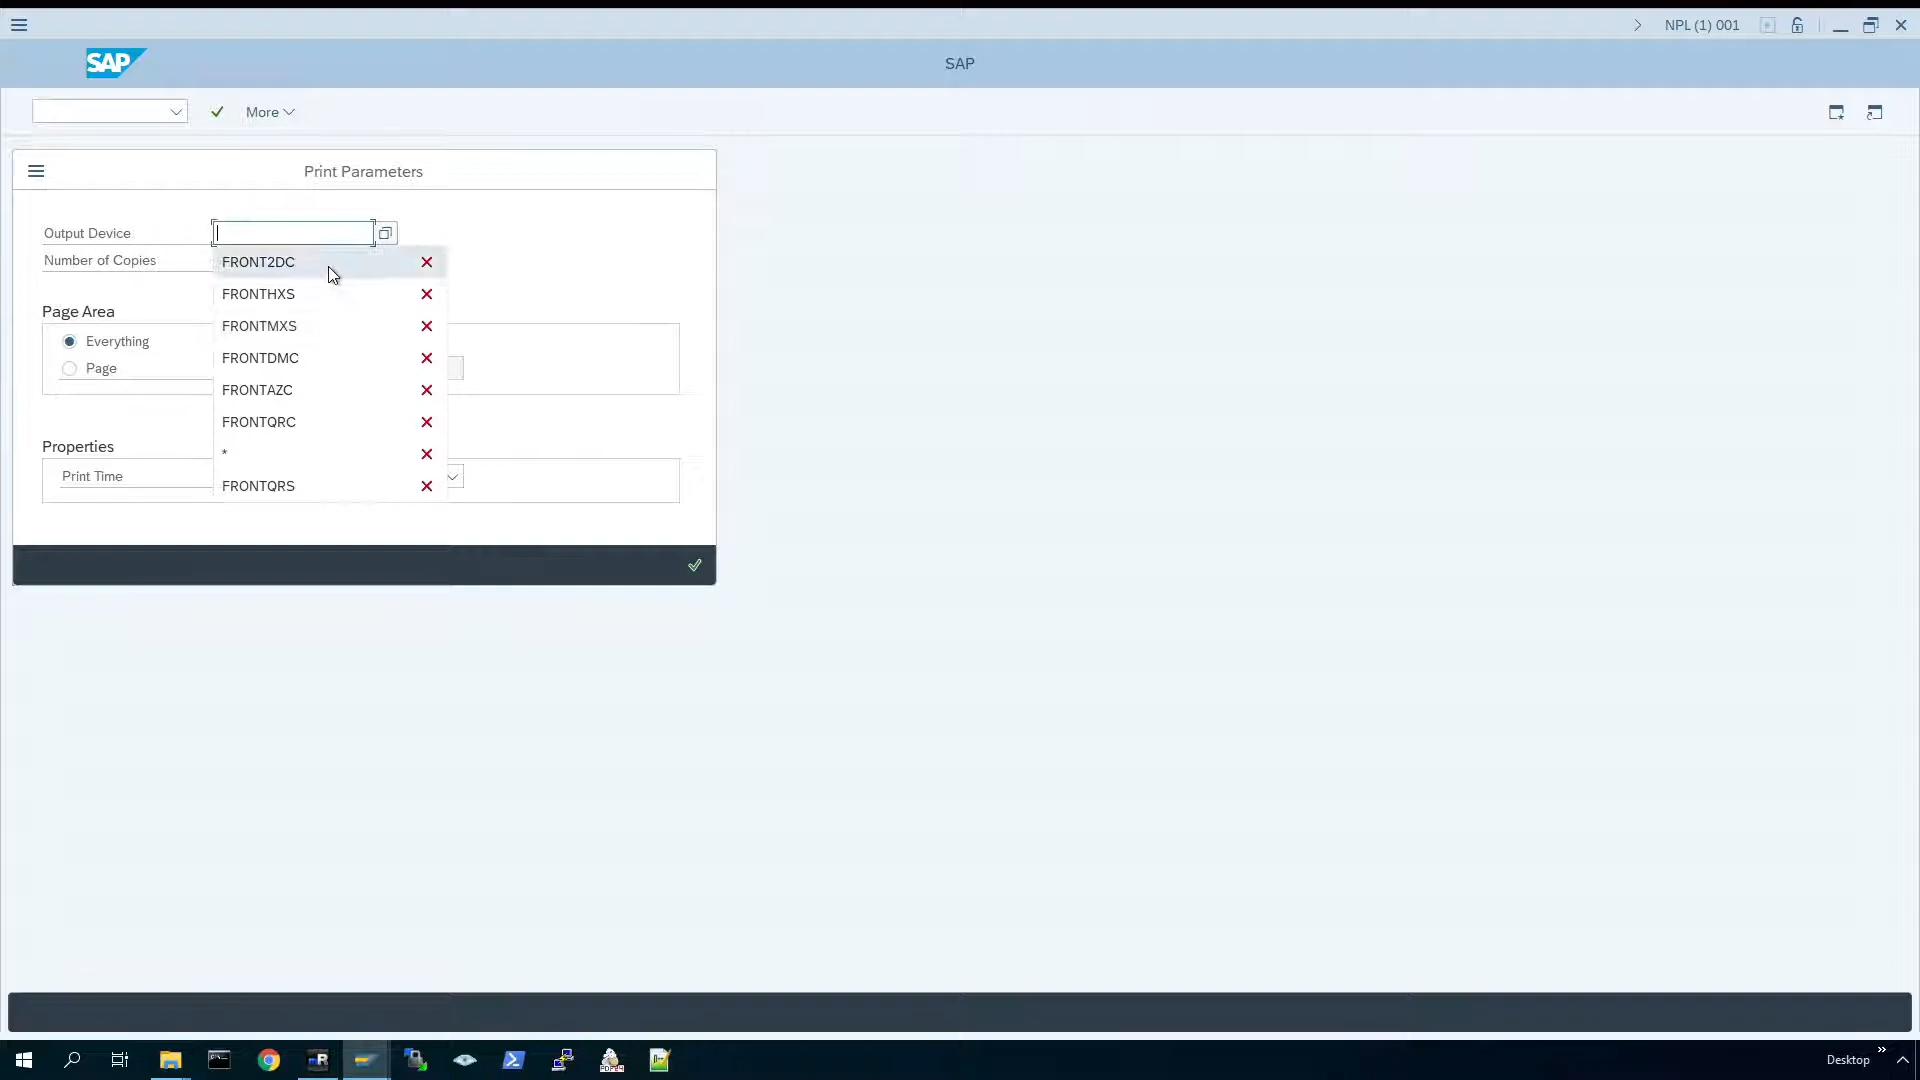 NPL (1) 001
SAP
SAP
More
Print Parameters
Output Device
Number of Copies
FRONT2DC
FRONTHXS
FRONTMXS
FRONTDMC
FRONTAZC
FRONTQRC
*
FRONTQRS
Page Area
Everything
Page
Properties
Print Time
Desktop